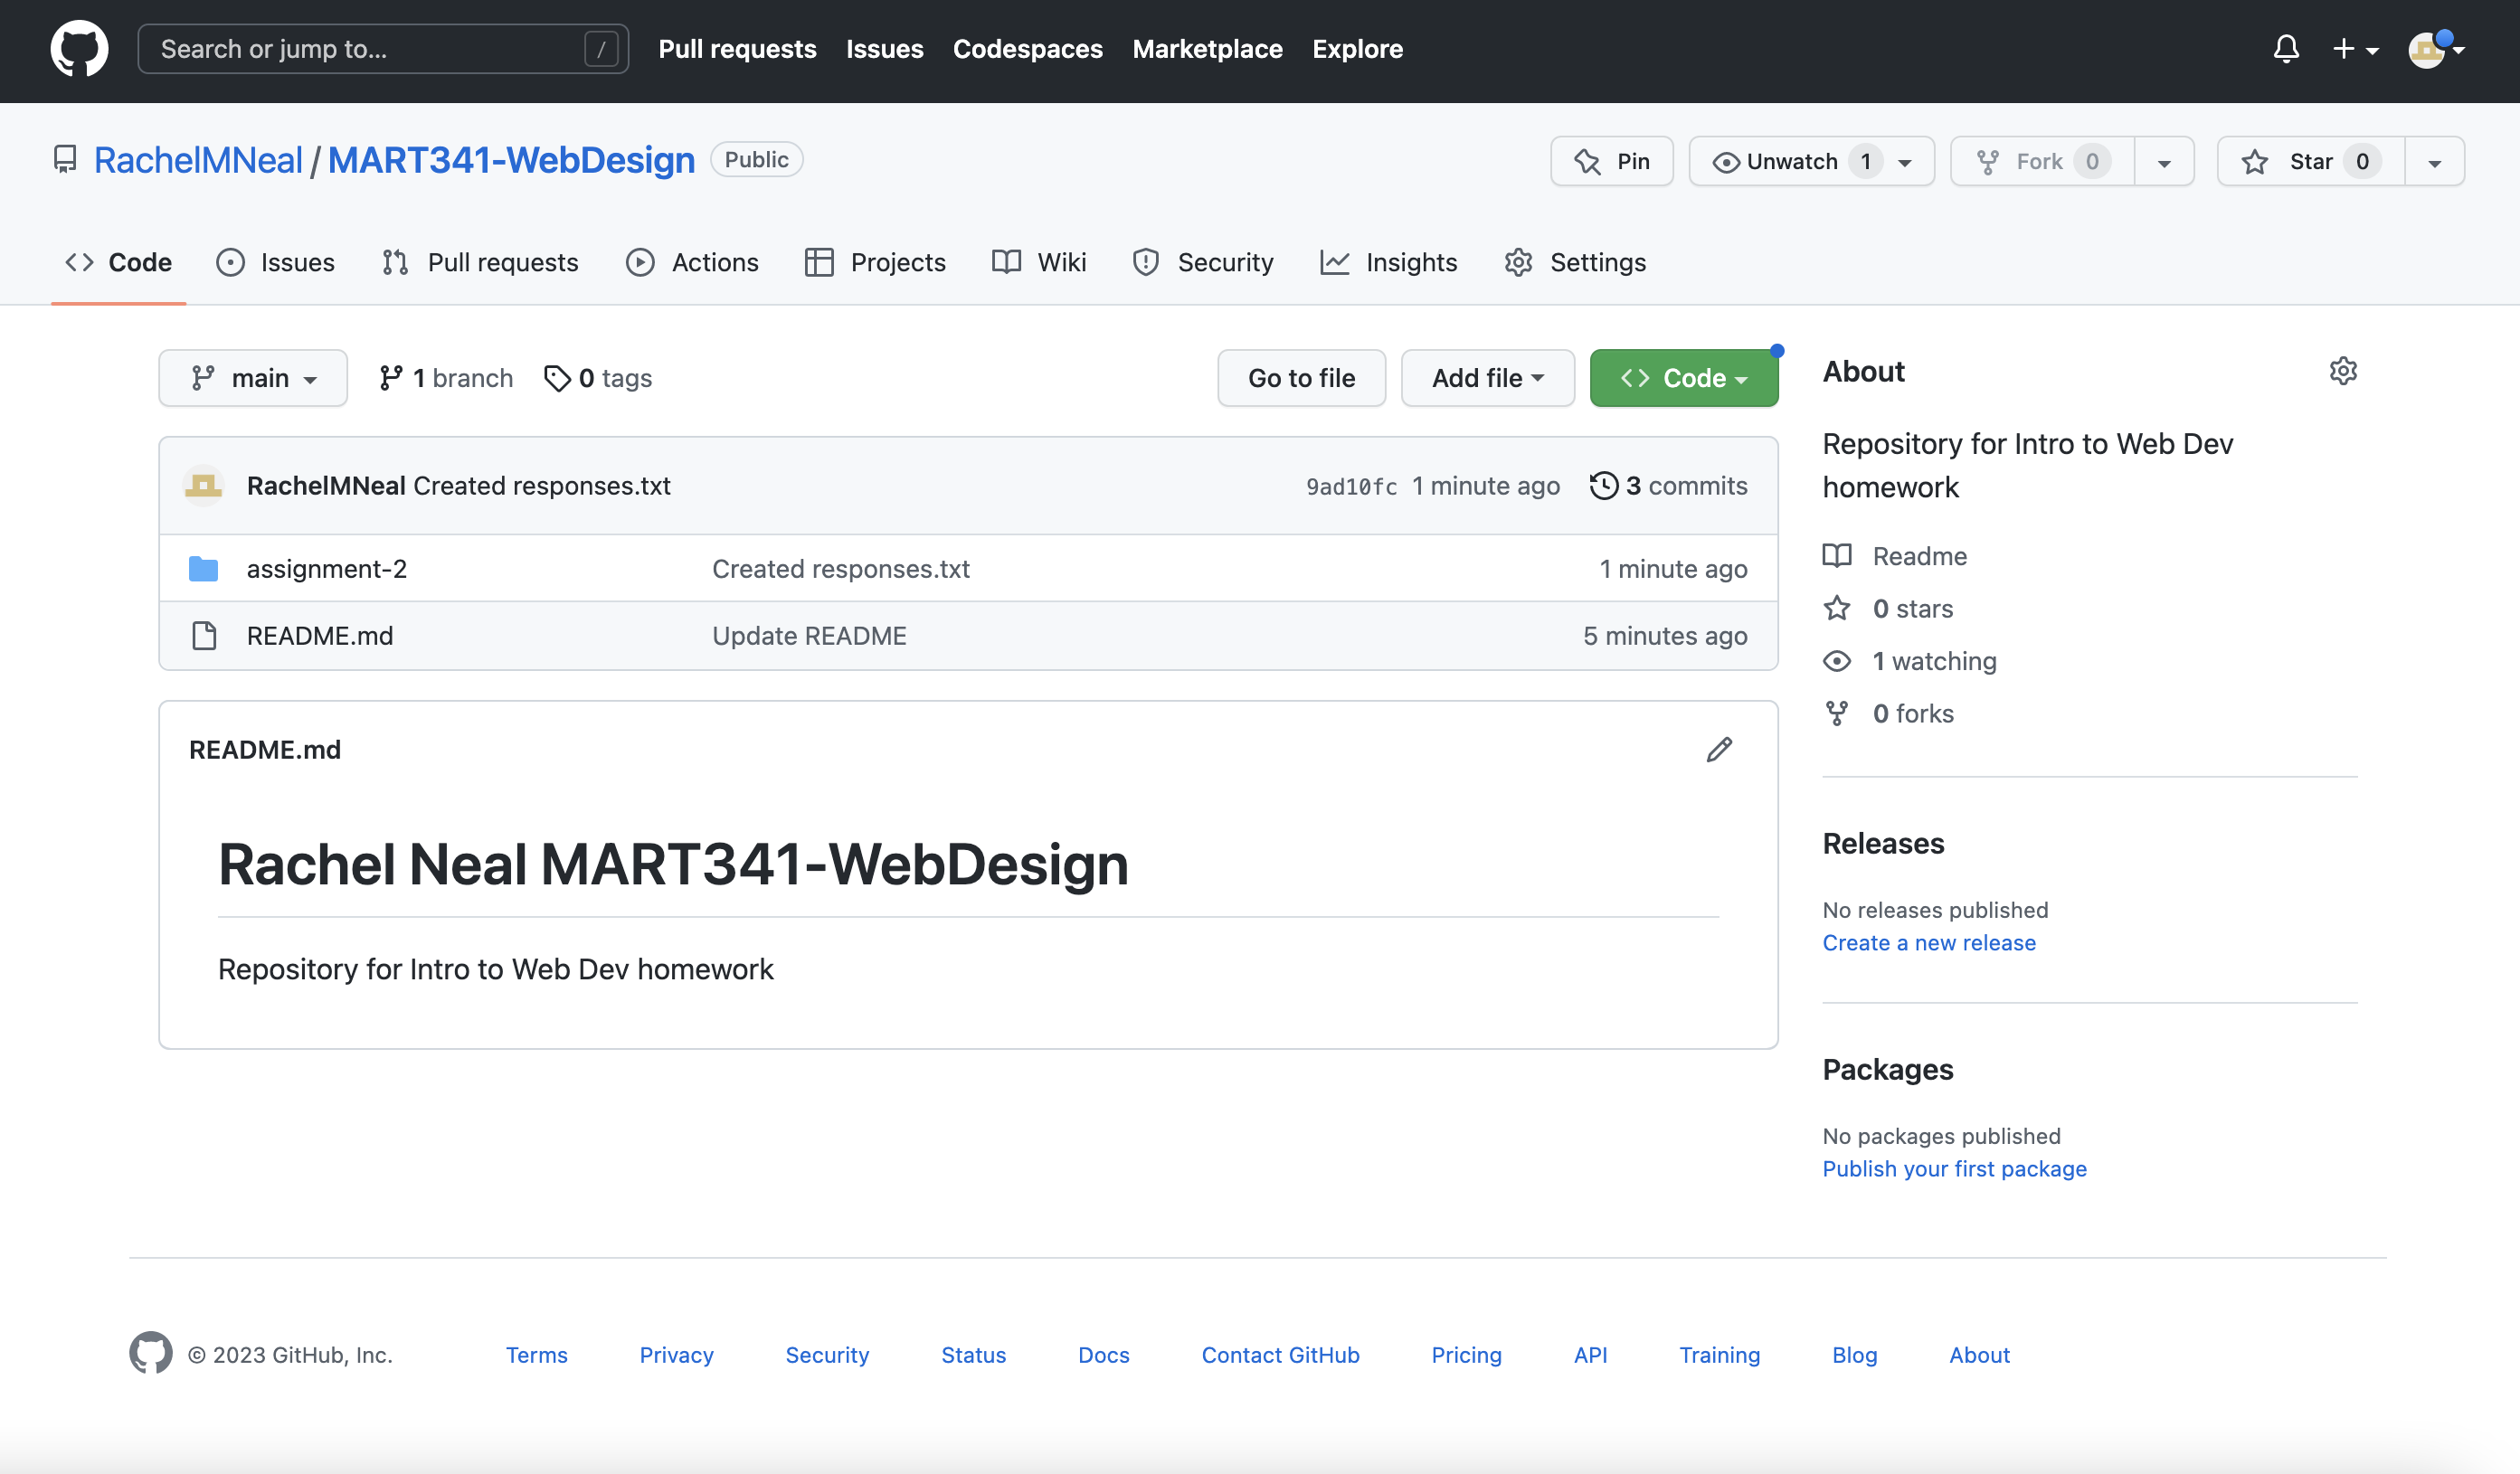 Search or jump to... /
Pull requests Issues Codespaces Marketplace Explore
RachelMNeal / MART341-WebDesign Public
Pin Unwatch 1 Fork 0 Star 0
Code Issues Pull requests Actions Projects Wiki Security Insights Settings
main 1 branch 0 tags Go to file Add file Code
RachelMNeal Created responses.txt 9ad10fc 1 minute ago 3 commits
assignment-2 Created responses.txt 1 minute ago
README.md Update README 5 minutes ago
README.md
Rachel Neal MART341-WebDesign
Repository for Intro to Web Dev homework
About
Repository for Intro to Web Dev
homework
Readme
0 stars
1 watching
0 forks
Releases
No releases published
Create a new release
Packages
No packages published
Publish your first package
© 2023 GitHub, Inc. Terms Privacy Security Status Docs Contact GitHub Pricing API Training Blog About